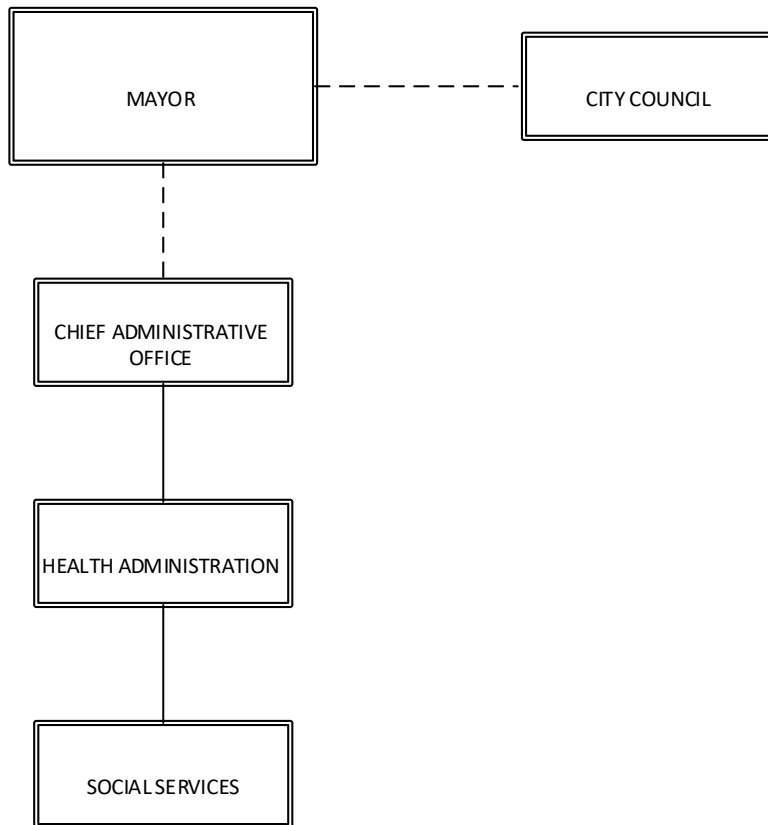 MAYOR
CITY COUNCIL
CHIEF ADMINISTRATIVE
OFFICE
HEALTH ADMINISTRATION
SOCIAL SERVICES